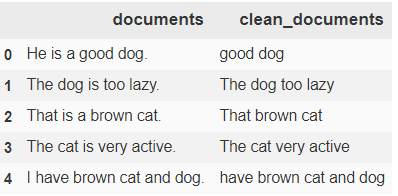 documents clean_documents
0 He is a good dog. good dog
1 The dog is too lazy. The dog too lazy
2 That is a brown cat. That brown cat
3 The cat is very active. The cat very active
4 I have brown cat and dog. have brown cat and dog